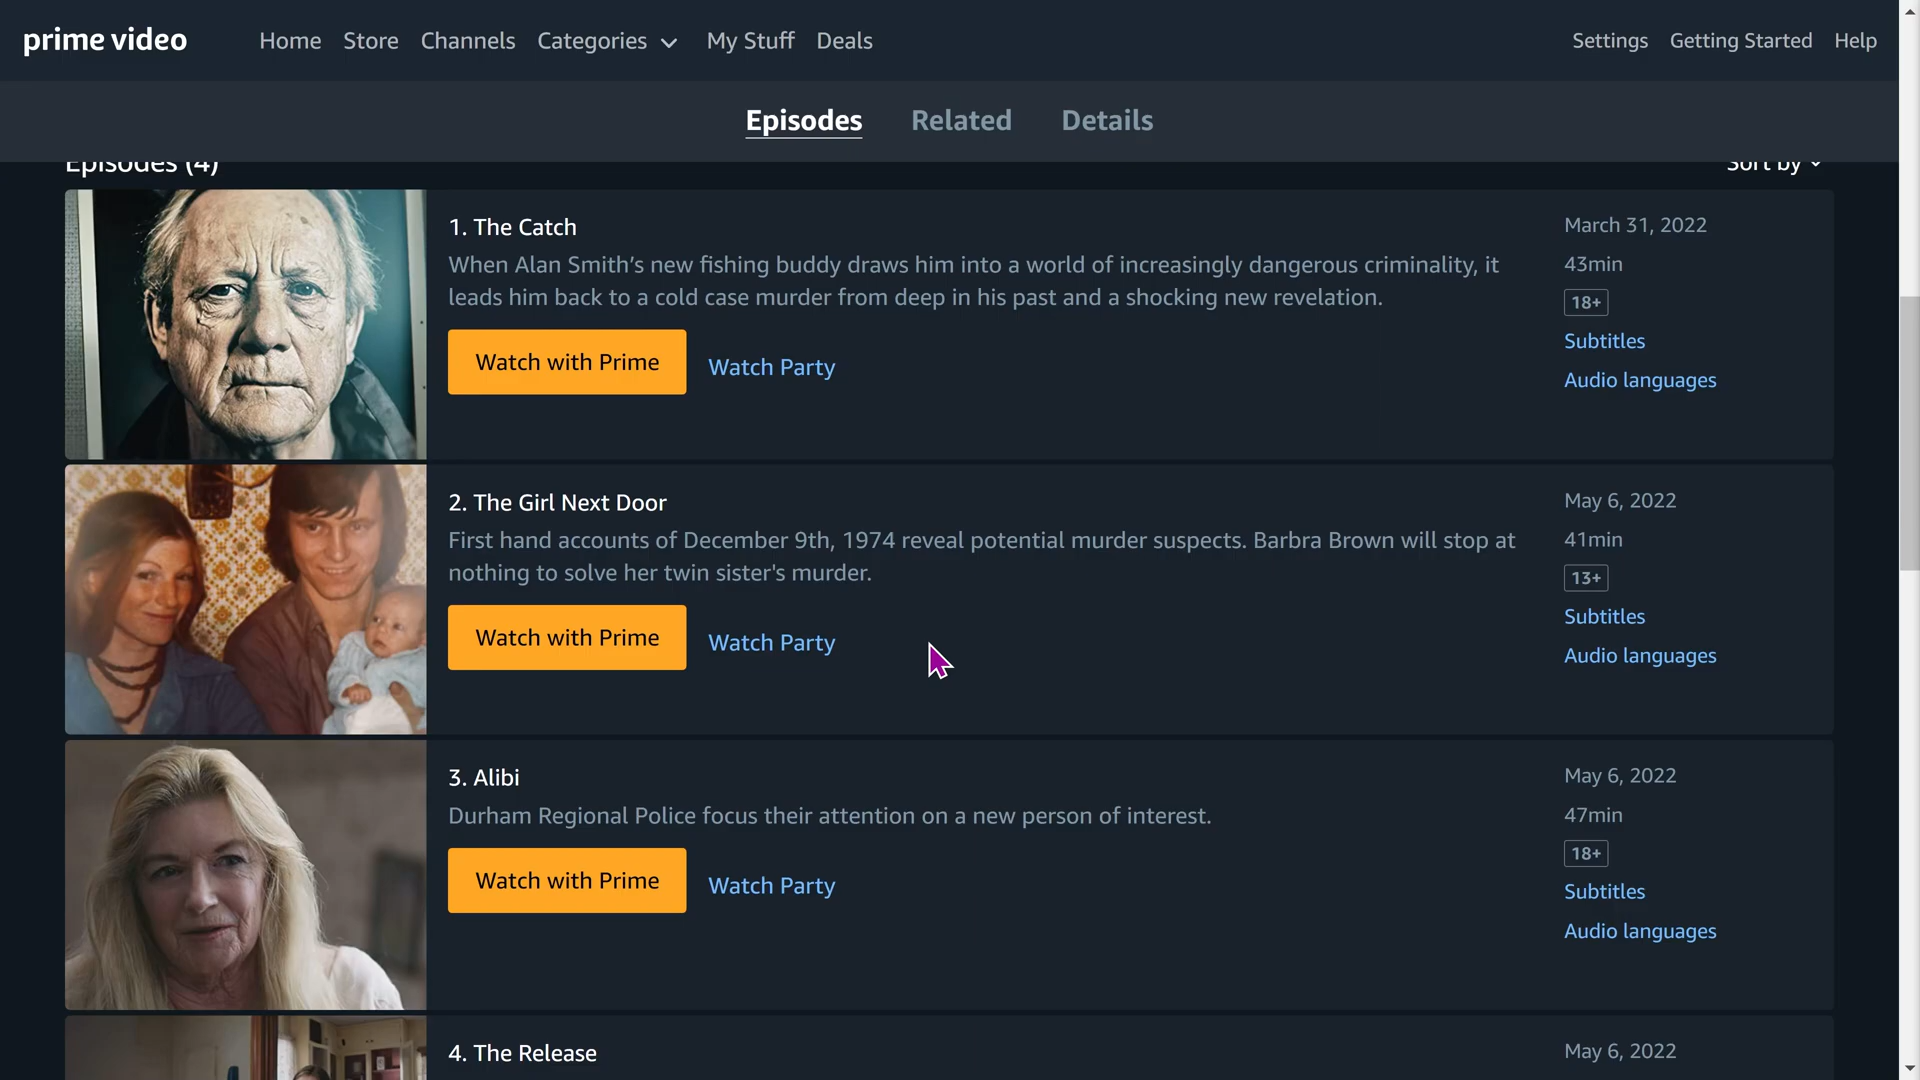 prime video
Home Store Channels Categories My Stuff Deals
Settings Getting Started Help
Episodes Related Details
Episodes (4)
Sort by
1. The Catch
When Alan Smith’s new fishing buddy draws him into a world of increasingly dangerous criminality, it
leads him back to a cold case murder from deep in his past and a shocking new revelation.
Watch with Prime
Watch Party
March 31, 2022
43min
18+
Subtitles
Audio languages
2. The Girl Next Door
First hand accounts of December 9th, 1974 reveal potential murder suspects. Barbra Brown will stop at
nothing to solve her twin sister's murder.
Watch with Prime
Watch Party
May 6, 2022
41min
13+
Subtitles
Audio languages
3. Alibi
Durham Regional Police focus their attention on a new person of interest.
Watch with Prime
Watch Party
May 6, 2022
47min
18+
Subtitles
Audio languages
4. The Release
May 6, 2022